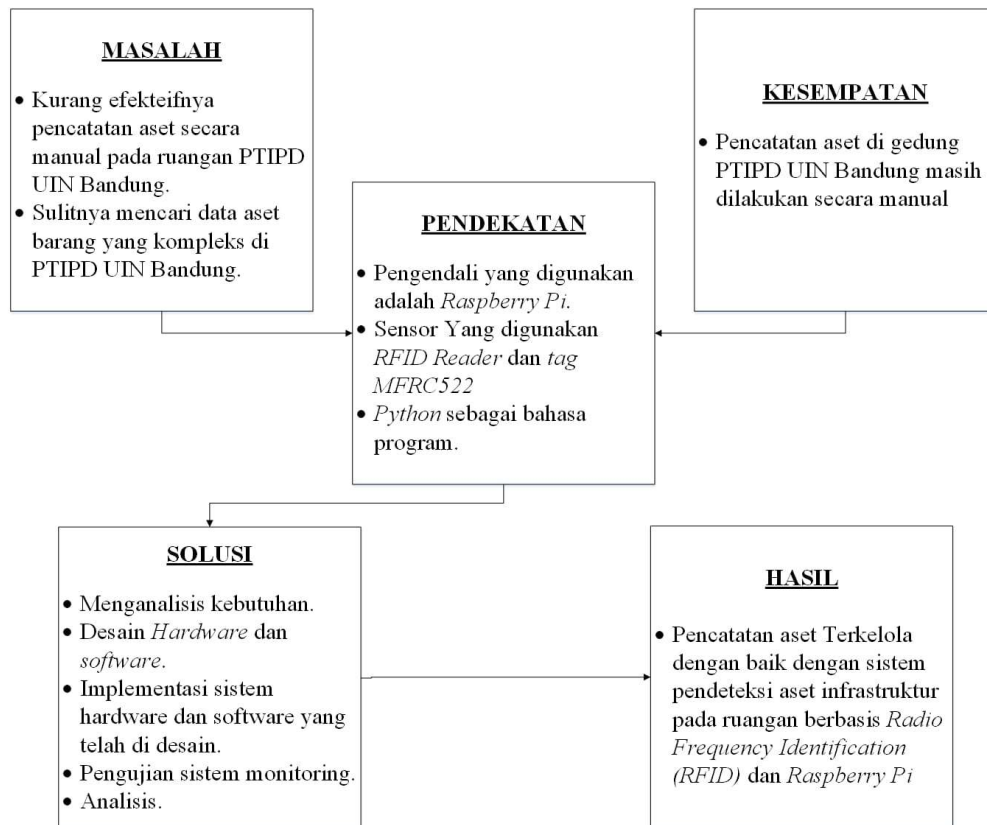 MASALAH
• Kurang efekteifnya
pencatatan aset secara
manual pada ruangan PTIPD
UIN Bandung.
• Sulitnya mencari data aset
barang yang kompleks di
PTIPD UIN Bandung.
KESEMPATAN
• Pencatatan aset di gedung
PTIPD UIN Bandung masih
dilakukan secara manual
PENDEKATAN
• Pengendali yang digunakan
adalah Raspberry Pi.
• Sensor Yang digunakan
RFID Reader dan tag
MFRC522
• Python sebagai bahasa
program.
SOLUSI
• Menganalisis kebutuhan.
• Desain Hardware dan
software.
• Implementasi sistem
hardware dan software yang
telah di desain.
• Pengujian sistem monitoring.
• Analisis.
HASIL
• Pencatatan aset Terkelola
dengan baik dengan sistem
pendeteksi aset infrastruktur
pada ruangan berbasis Radio
Frequency Identification
(RFID) dan Raspberry Pi